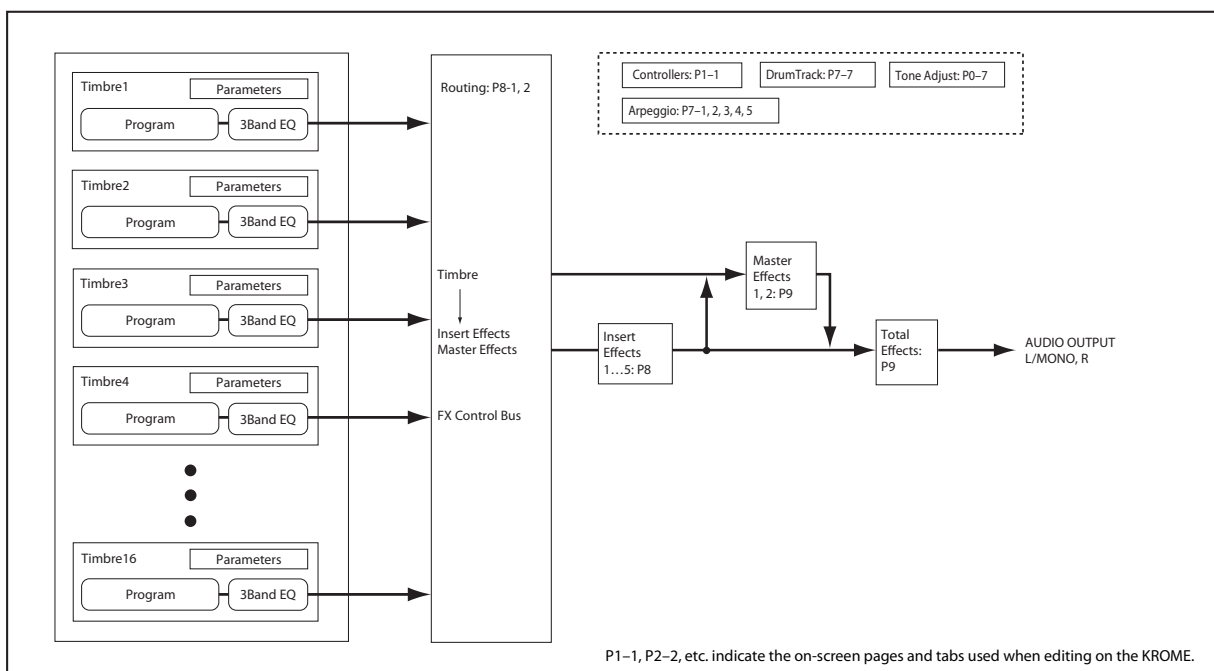 Timbre1
Parameters
Program
3Band EQ
Timbre2
Parameters
Program
3Band EQ
Timbre3
Parameters
Program
3Band EQ
Timbre4
Parameters
Program
3Band EQ
Timbre16
Parameters
Program
3Band EQ
Routing: P8-1, 2
Timbre
Insert Effects
Master Effects
FX Control Bus
Controllers: P1–1
DrumTrack: P7–7
Tone Adjust: P0–7
Arpeggio: P7–1, 2, 3, 4, 5
Insert
Effects
1…5: P8
Master
Effects
1, 2: P9
Total
Effects:
P9
AUDIO OUTPUT
L/MONO, R
P1–1, P2–2, etc. indicate the on-screen pages and tabs used when editing on the KROME.